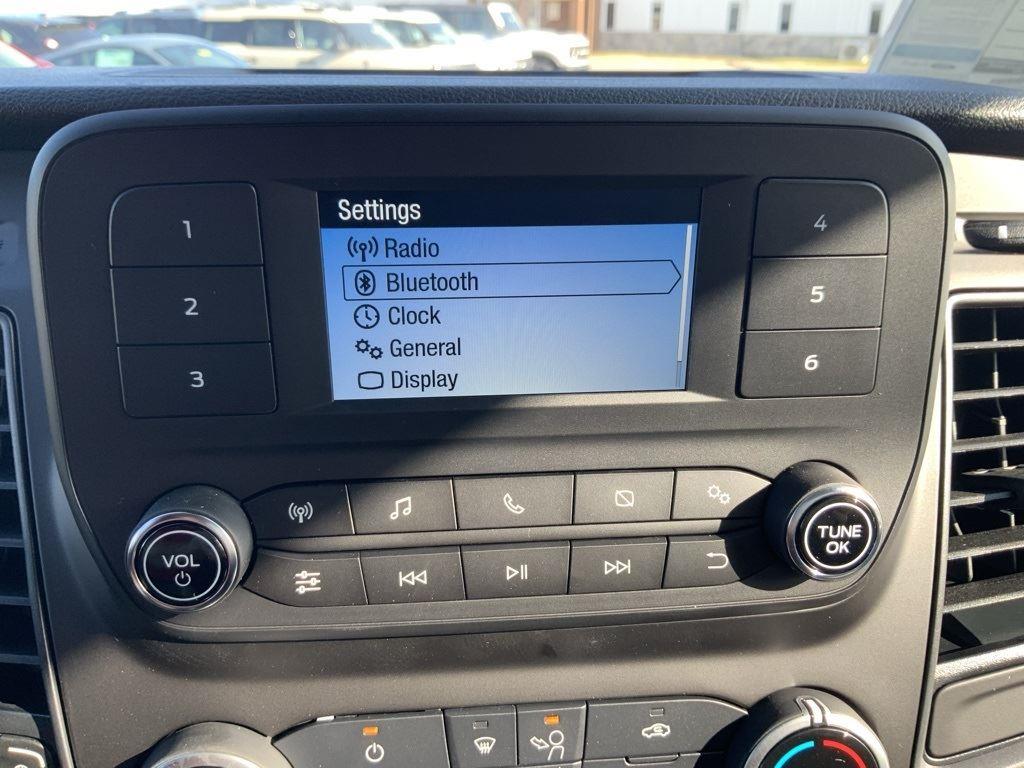 Settings
Radio
Bluetooth
Clock
General
Display
1
2
3
4
5
6
VOL
TUNE
OK